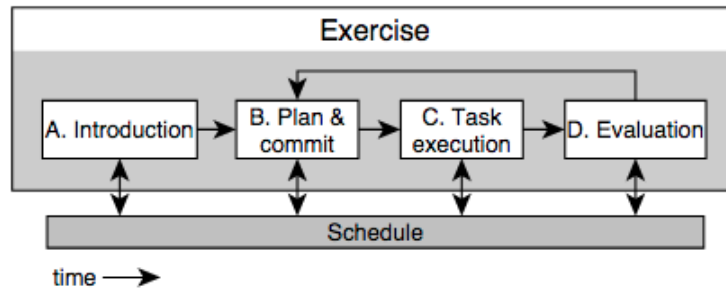 Exercise
A. Introduction
B. Plan &
commit
C. Task
execution
D. Evaluation
Schedule
time